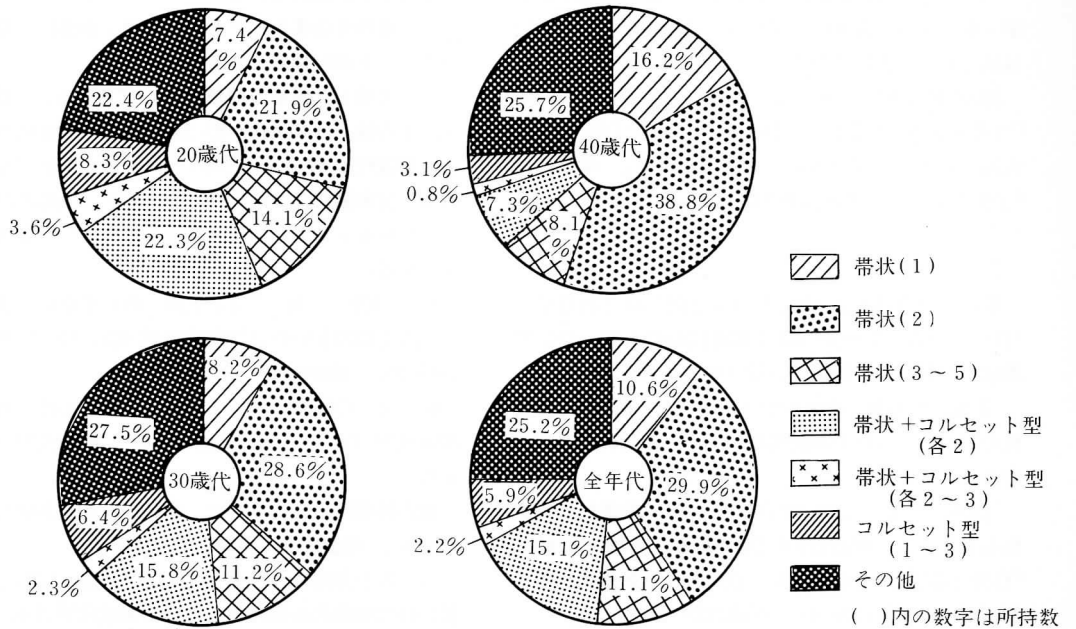 7.4
%
21.9%
14.1%
22.3%
3.6%
8.3%
22.4%
20歳代
16.2%
38.8%
8.1
%
7.3%
0.8%
3.1%
25.7%
40歳代
8.2%
28.6%
11.2%
15.8%
2.3%
6.4%
27.5%
30歳代
10.6%
29.9%
11.1%
15.1%
2.2%
5.9%
25.2%
全年代
帯状(1)
帯状(2)
帯状(3～5)
帯状+コルセット型
(各2)
帯状+コルセット型
(各2～3)
コルセット型
(1～3)
その他
( )内の数字は所持数